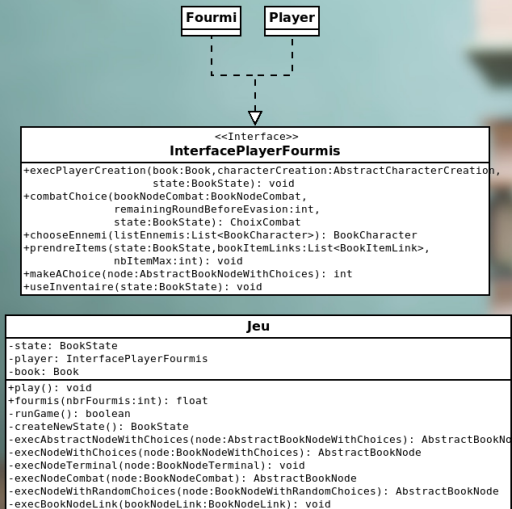 Fourmi Player
<<Interface>>
InterfacePlayerFourmis
+execPlayerCreation(book:Book,characterCreation:AbstractCharacterCreation,
state:BookState): void
+combatChoice(bookNodeCombat:BookNodeCombat,
remainingRoundBeforeEvasion:int,
state:BookState): ChoixCombat
+chooseEnnemi(listEnnemis:List<BookCharacter>): BookCharacter
+prendreItems(state:BookState,bookItemLinks:List<BookItemLink>,
nbItemMax:int): void
+makeAChoice(node:AbstractBookNodeWithChoices): int
+useInventaire(state:BookState): void
Jeu
-state: BookState
-player: InterfacePlayerFourmis
-book: Book
+play(): void
+fourmis(nbrFourmis:int): float
-runGame(): boolean
-createNewState(): BookState
-execAbstractNodeWithChoices(node:AbstractBookNodeWithChoices): AbstractBookNo
-execNodeWithChoices(node:BookNodeWithChoices): AbstractBookNode
-execNodeTerminal(node:BookNodeTerminal): void
-execNodeCombat(node:BookNodeCombat): AbstractBookNode
-execNodeWithRandomChoices(node:BookNodeWithRandomChoices): AbstractBookNode
-execBookNodeLink(bookNodeLink:BookNodeLink): void